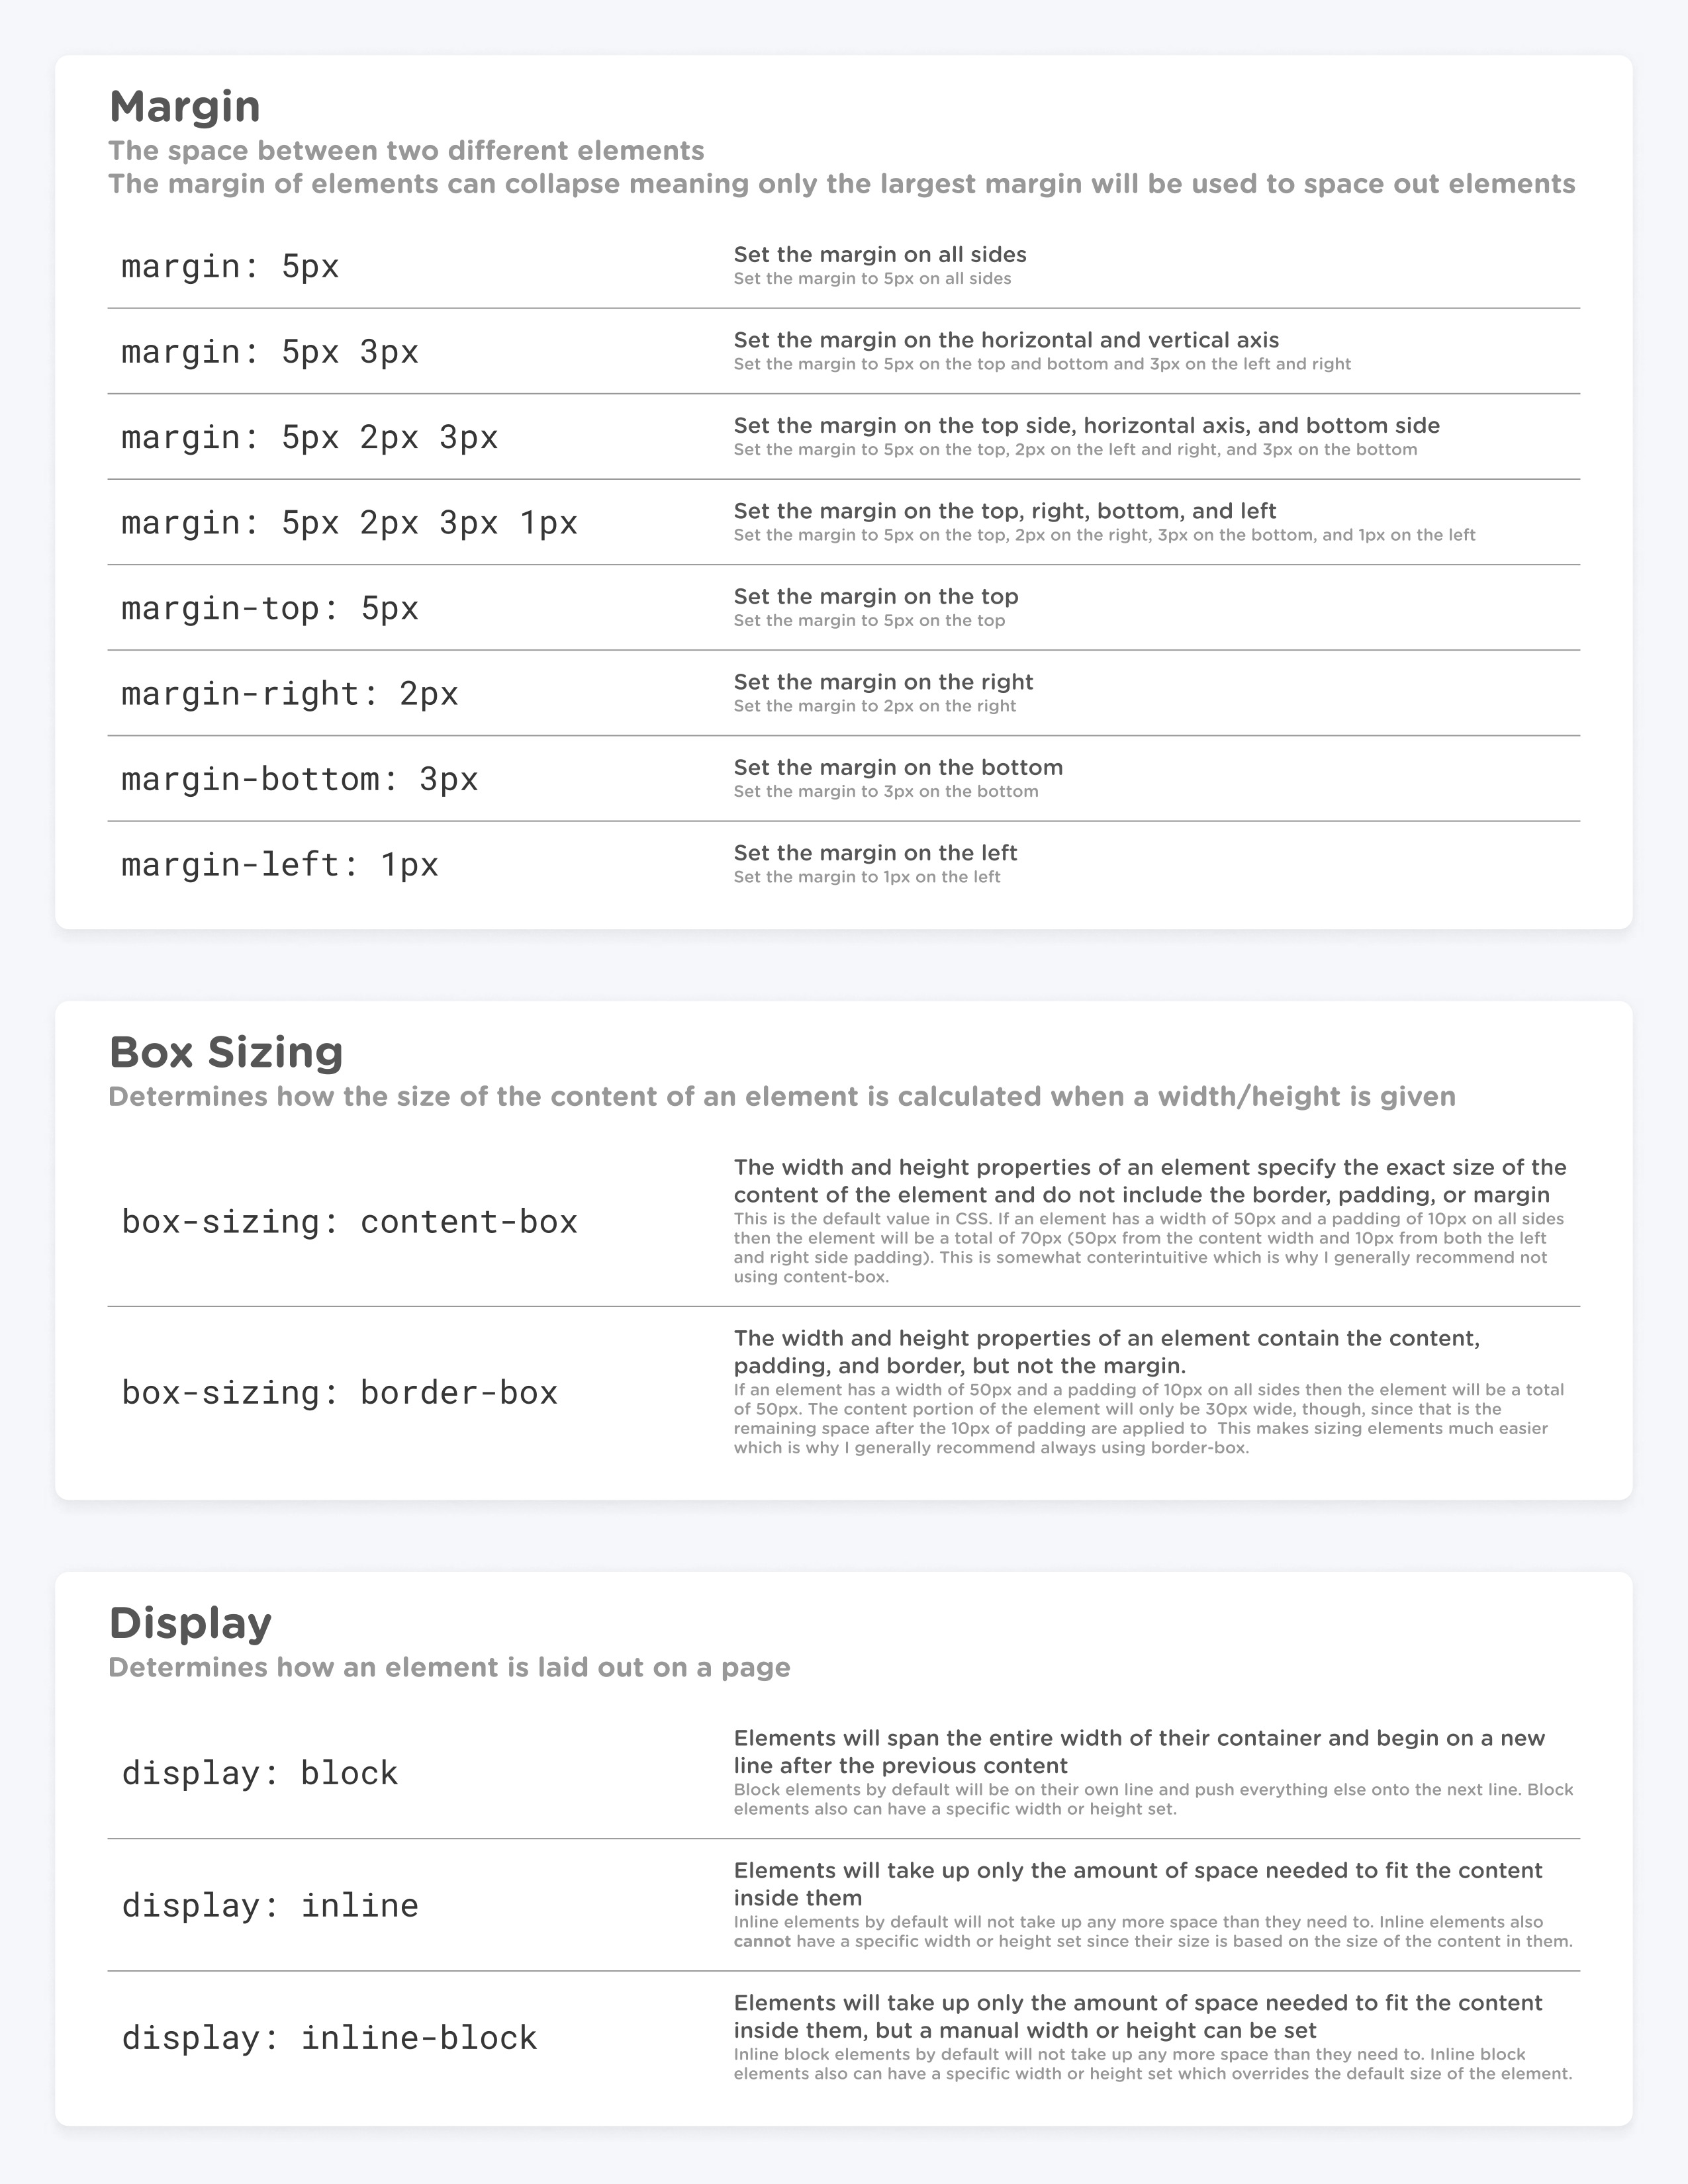 Margin
The space between two different elements
The margin of elements can collapse meaning only the largest margin will be used to space out elements
margin: 5px
Set the margin on all sides
Set the margin to 5px on all sides
margin: 5px 3px
Set the margin on the horizontal and vertical axis
Set the margin to 5px on the top and bottom and 3px on the left and right
margin: 5px 2px 3px
Set the margin on the top side, horizontal axis, and bottom side
Set the margin to 5px on the top, 2px on the left and right, and 3px on the bottom
margin: 5px 2px 3px 1px
Set the margin on the top, right, bottom, and left
Set the margin to 5px on the top, 2px on the right, 3px on the bottom, and 1px on the left
margin-top: 5px
Set the margin on the top
Set the margin to 5px on the top
margin-right: 2px
Set the margin on the right
Set the margin to 2px on the right
margin-bottom: 3px
Set the margin on the bottom
Set the margin to 3px on the bottom
margin-left: 1px
Set the margin on the left
Set the margin to 1px on the left
Box Sizing
Determines how the size of the content of an element is calculated when a width/height is given
box-sizing: content-box
The width and height properties of an element specify the exact size of the
content of the element and do not include the border, padding, or margin
This is the default value in CSS. If an element has a width of 50px and a padding of 10px on all sides
then the element will be a total of 70px (50px from the content width and 10px from both the left
and right side padding). This is somewhat conterintuitive which is why I generally recommend not
using content-box.
box-sizing: border-box
The width and height properties of an element contain the content,
padding, and border, but not the margin.
If an element has a width of 50px and a padding of 10px on all sides then the element will be a total
of 50px. The content portion of the element will only be 30px wide, though, since that is the
remaining space after the 10px of padding are applied to  This makes sizing elements much easier
which is why I generally recommend always using border-box.
Display
Determines how an element is laid out on a page
display: block
Elements will span the entire width of their container and begin on a new
line after the previous content
Block elements by default will be on their own line and push everything else onto the next line. Block
elements also can have a specific width or height set.
display: inline
Elements will take up only the amount of space needed to fit the content
inside them
Inline elements by default will not take up any more space than they need to. Inline elements also
cannot have a specific width or height set since their size is based on the size of the content in them.
display: inline-block
Elements will take up only the amount of space needed to fit the content
inside them, but a manual width or height can be set
Inline block elements by default will not take up any more space than they need to. Inline block
elements also can have a specific width or height set which overrides the default size of the element.